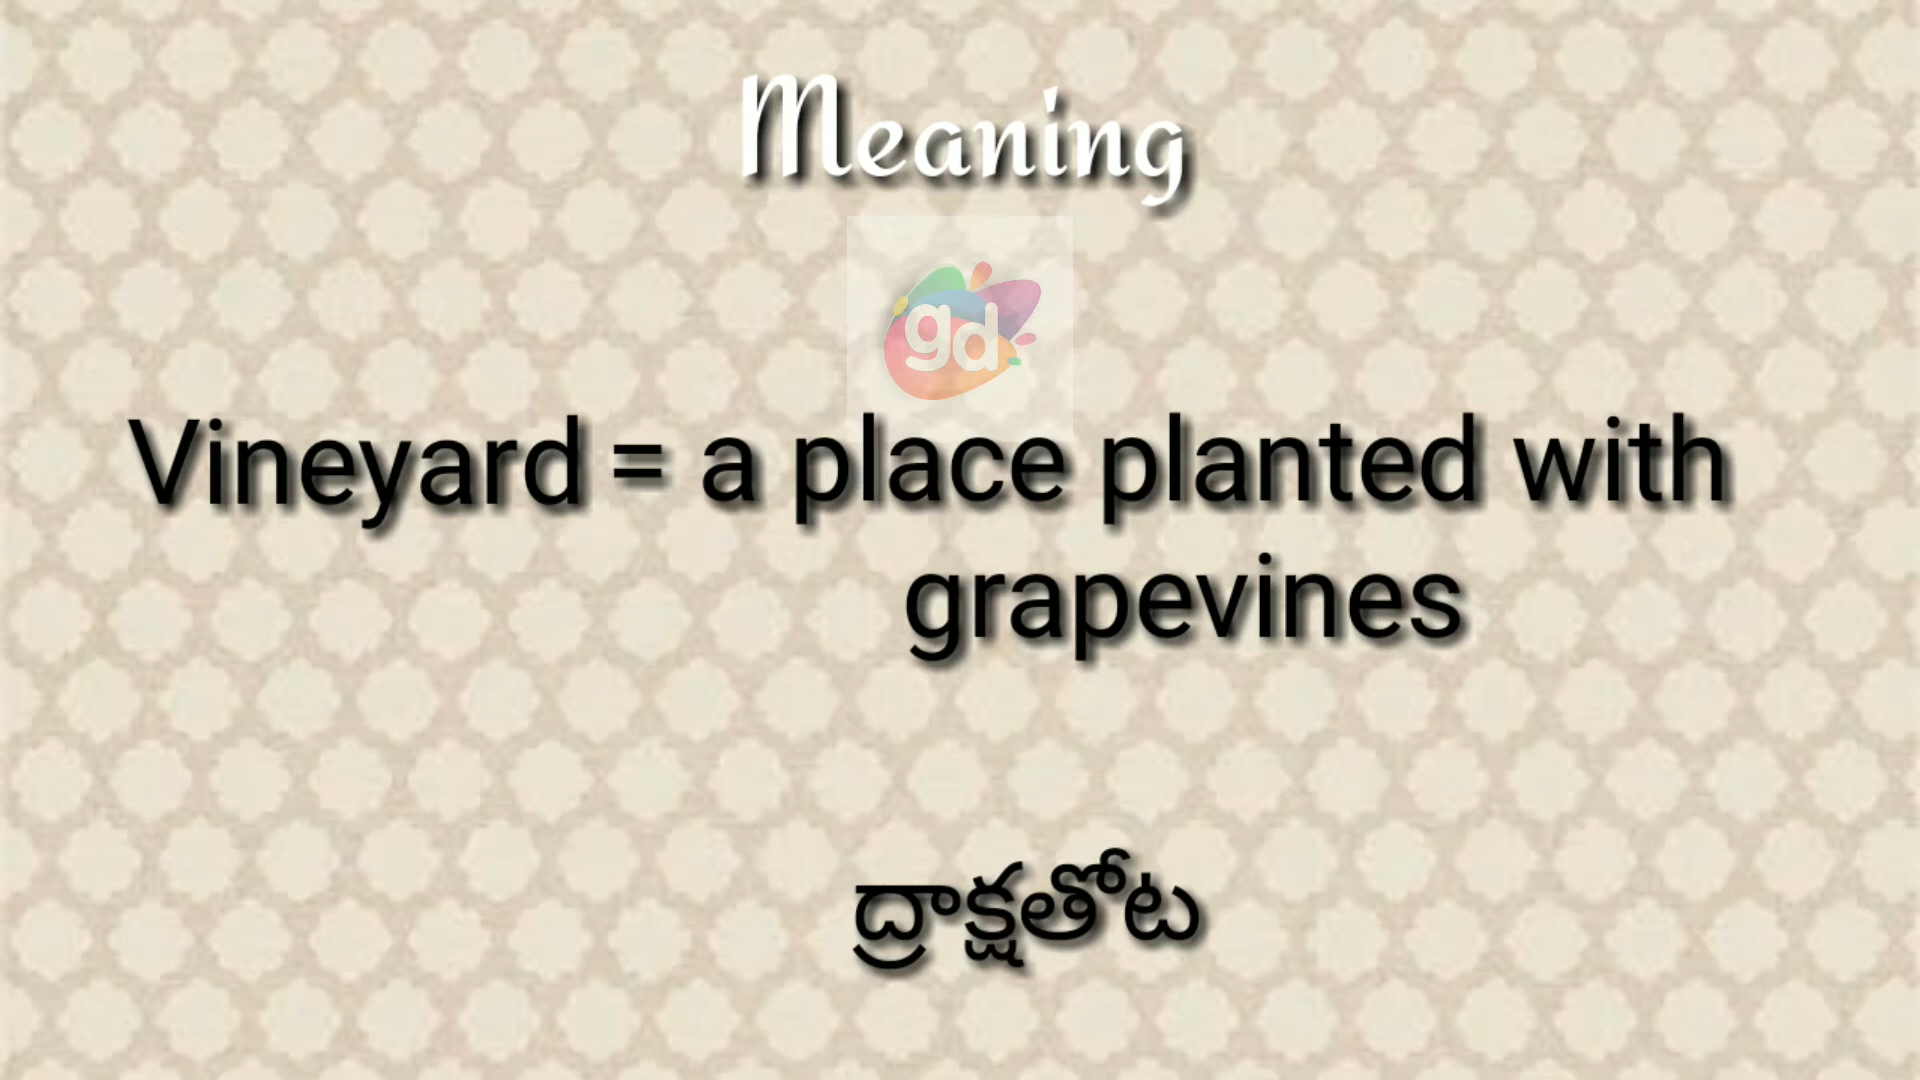 Meaning
gd
Vineyard = a place planted with
grapevines
ద్రాక్షతోట